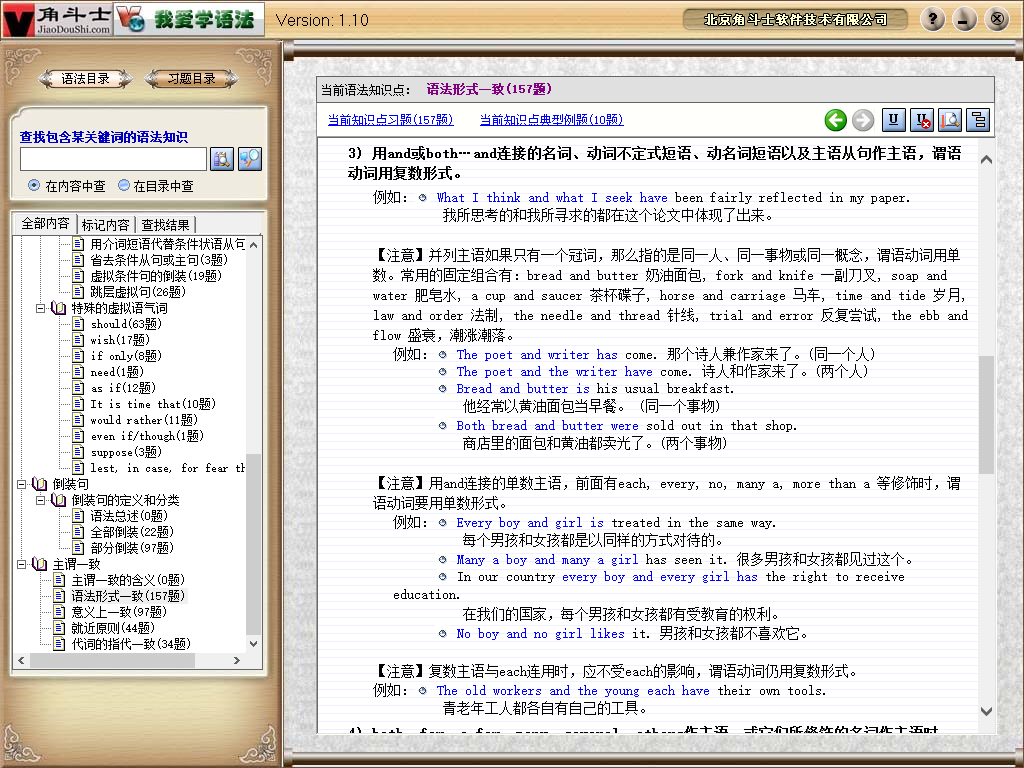 角斗士
JiaoDouShi.com
我爱学语法
Version: 1.10
北京角斗士软件技术有限公司
语法目录
习题目录
查找包含某关键词的语法知识
在内容中查
在目录中查
全部内容
标记内容
查找结果
用介词短语代替条件状语从句
省去条件从句或主句(3题)
虚拟条件句的倒装(19题)
跳层虚拟句(26题)
特殊的虚拟语气词
should(63题)
wish(17题)
if only(8题)
need(1题)
as if(12题)
It is time that(10题)
would rather(11题)
even if/though(1题)
suppose(3题)
lest, in case, for fear th
倒装句
倒装句的定义和分类
语法总述(0题)
全部倒装(22题)
部分倒装(97题)
主谓一致
主谓一致的含义(0题)
语法形式一致(157题)
意义上一致(97题)
就近原则(44题)
代词的指代一致(34题)
当前语法知识点： 语法形式一致(157题)
当前知识点习题(157题) 当前知识点典型例题(10题)
3) 用and或both…and连接的名词、动词不定式短语、动名词短语以及主语从句作主语，谓语
动词用复数形式。
例如： What I think and what I seek have been fairly reflected in my paper.
我所思考的和我所寻求的都在这个论文中体现了出来。
【注意】并列主语如果只有一个冠词，那么指的是同一人、同一事物或同一概念，谓语动词用单
数。常用的固定组合有：bread and butter 奶油面包, fork and knife 一副刀叉, soap and
water 肥皂水, a cup and saucer 茶杯碟子, horse and carriage 马车, time and tide 岁月,
law and order 法制, the needle and thread 针线, trial and error 反复尝试, the ebb and
flow 盛衰，潮涨潮落。
例如： The poet and writer has come. 那个诗人兼作家来了。(同一个人)
The poet and the writer have come. 诗人和作家来了。(两个人)
Bread and butter is his usual breakfast.
他经常以黄油面包当早餐。 (同一个事物)
Both bread and butter were sold out in that shop.
商店里的面包和黄油都卖光了。(两个事物)
【注意】用and连接的单数主语，前面有each, every, no, many a, more than a 等修饰时，谓
语动词要用单数形式。
例如： Every boy and girl is treated in the same way.
每个男孩和女孩都是以同样的方式对待的。
Many a boy and many a girl has seen it. 很多男孩和女孩都见过这个。
In our country every boy and every girl has the right to receive
education.
在我们的国家，每个男孩和女孩都有受教育的权利。
No boy and no girl likes it. 男孩和女孩都不喜欢它。
【注意】复数主语与each连用时，应不受each的影响，谓语动词仍用复数形式。
例如： The old workers and the young each have their own tools.
青老年工人都各自有自己的工具。